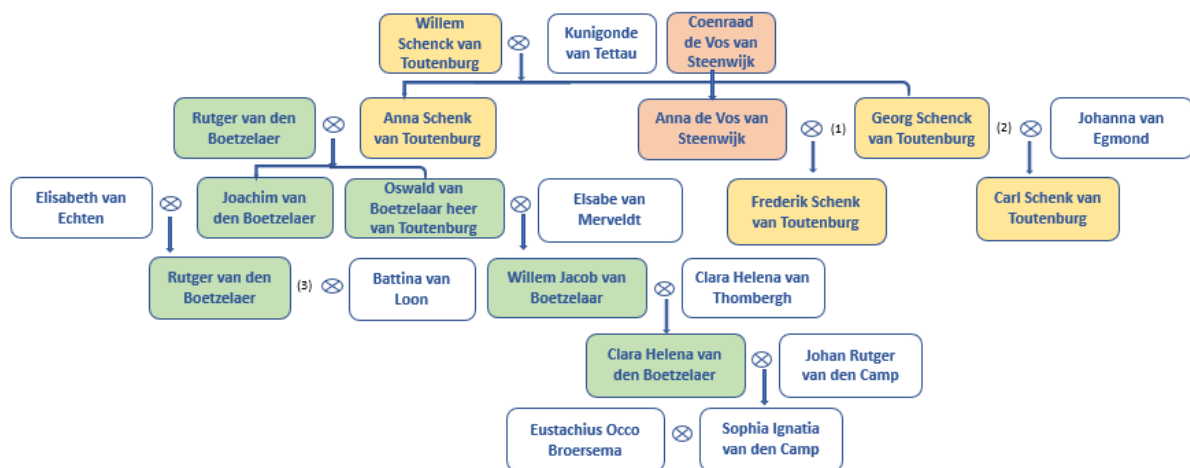 Willem
Schenck van
Toutenburg
Kunigonde
van Tettau
Coenraad
de Vos van
Steenwijk
Rutger van den
Boetzelaer
Anna Schenk
van Toutenburg
Anna de Vos van
Steenwijk
(1)
Georg Schenck
van Toutenburg
(2)
Johanna van
Egmond
Elisabeth van
Echten
Joachim van
den Boetzelaer
Oswald van
Boetzelaar heer
van Toutenburg
Elsabe van
Merveldt
Frederik Schenk
van Toutenburg
Carl Schenk van
Toutenburg
Rutger van den
Boetzelaer
(3)
Battina van
Loon
Willem Jacob van
Boetzelaar
Clara Helena van
Thombergh
Clara Helena van
den Boetzelaer
Johan Rutger
van den Camp
Eustachius Occo
Broersema
Sophia Ignatia
van den Camp